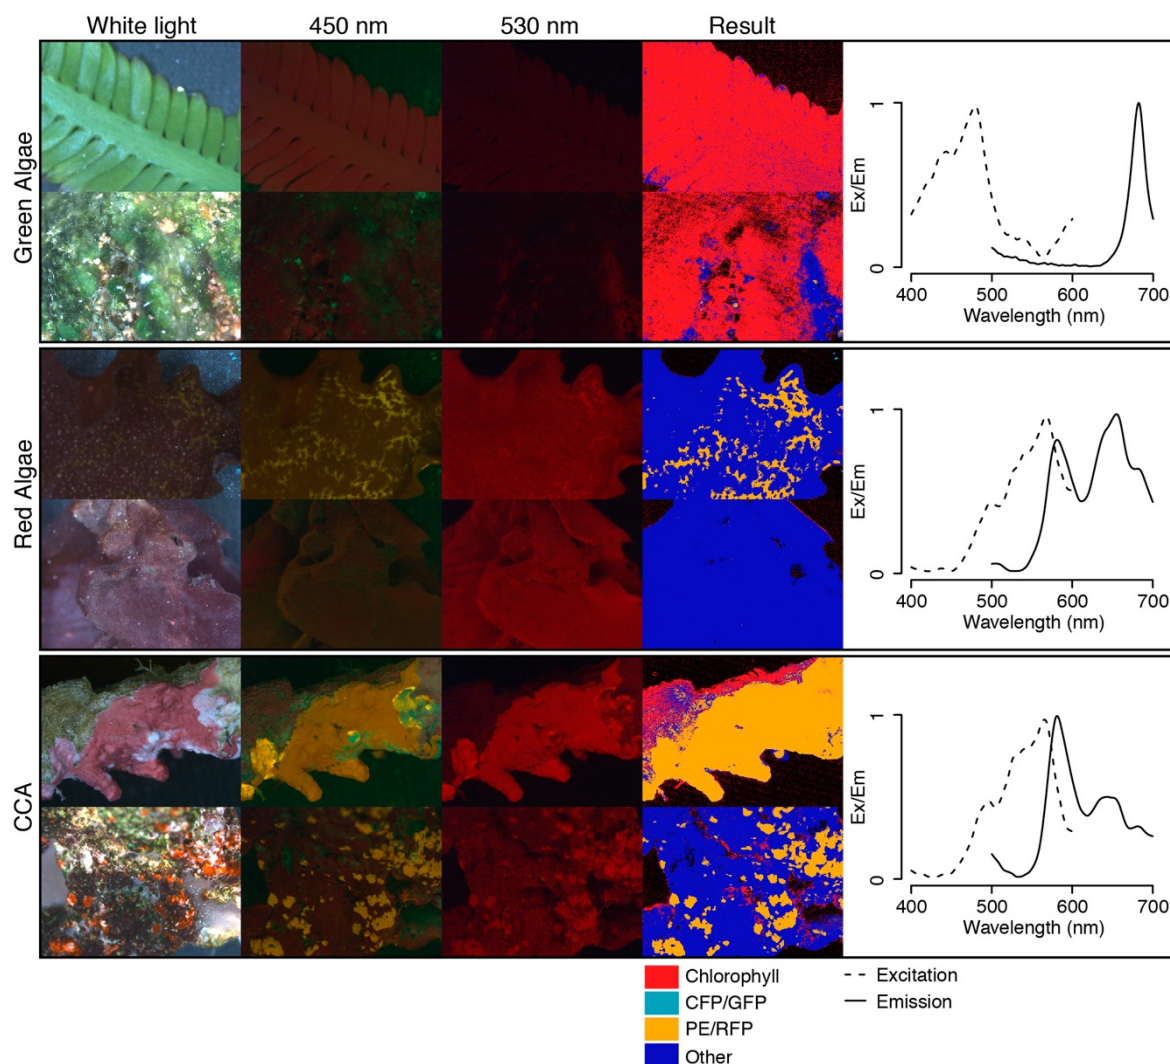 White light 450 nm 530 nm Result
Green Algae
1
Ex/Em
0
400 500 600 700
Wavelength (nm)
Red Algae
1
Ex/Em
0
400 500 600 700
Wavelength (nm)
CCA
1
Ex/Em
0
400 500 600 700
Wavelength (nm)
Chlorophyll
CFP/GFP
PE/RFP
Other
Excitation
Emission